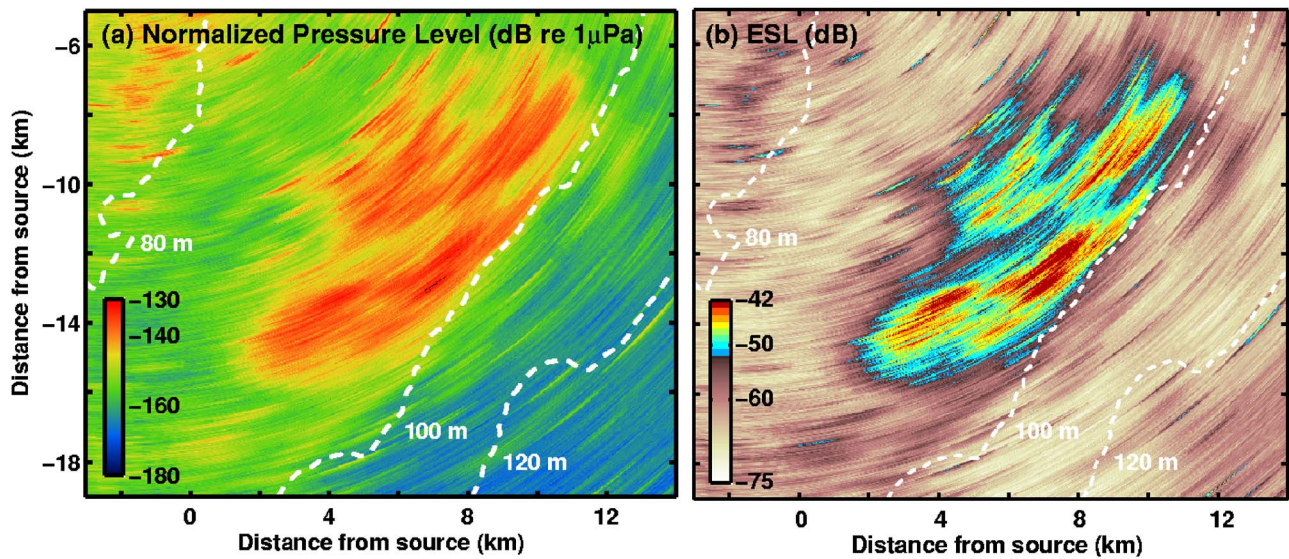 (a) Normalized Pressure Level (dB re 1μPa)
(b) ESL (dB)
Distance from source (km)
−6
−10
−14
−18
80 m
100 m
120 m
−130
−140
−160
−180
0
4
8
12
Distance from source (km)
80 m
100 m
120 m
−42
−50
−60
−75
0
4
8
12
Distance from source (km)